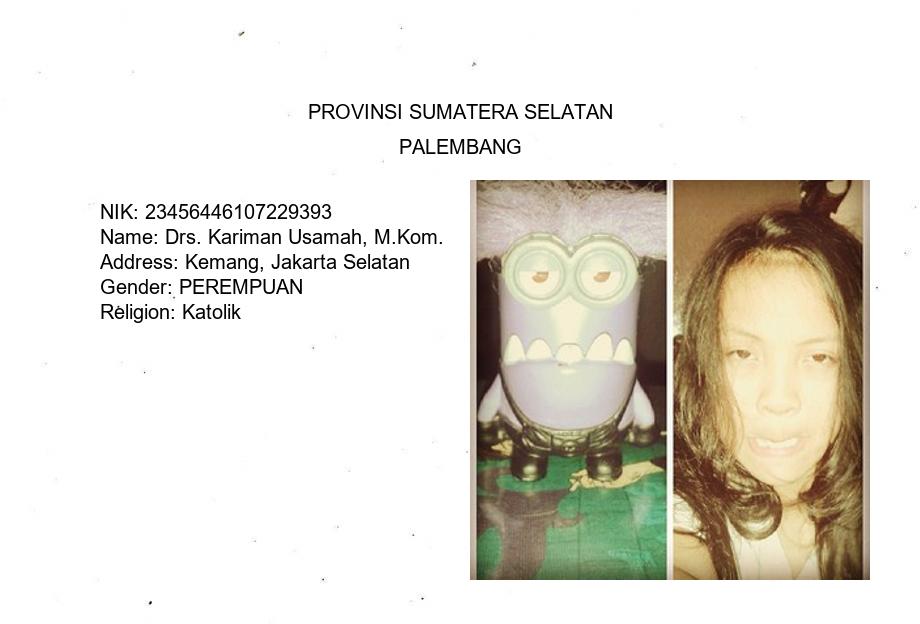 PROVINSI SUMATERA SELATAN
PALEMBANG
NIK: 23456446107229393
Name: Drs. Kariman Usamah, M.Kom.
Address: Kemang, Jakarta Selatan
Gender: PEREMPUAN
Religion: Katolik